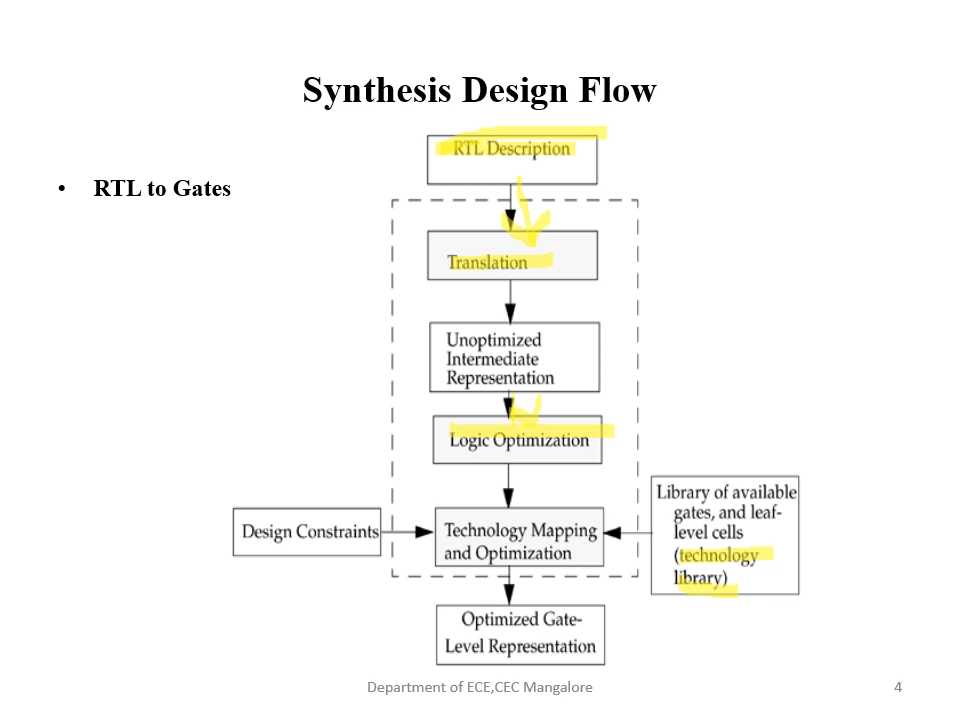 Synthesis Design Flow
RTL Description
• RTL to Gates
Translation
Unoptimized
Intermediate
Representation
Logic Optimization
Design Constraints
Technology Mapping
and Optimization
Library of available
gates, and leaf-
level cells
(technology
library)
Optimized Gate-
Level Representation
Department of ECE,CEC Mangalore
4